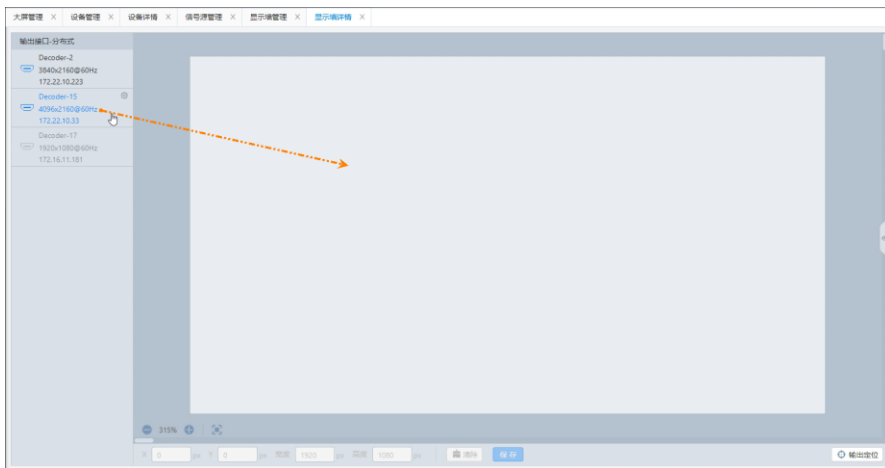 大屏管理 × 设备管理 × 设备详情 × 信号源管理 × 显示墙管理 × 显示墙详情 ×
输出接口-分布式
Decoder-2
3840x2160@60Hz
172.22.10.223
Decoder-15
4096x2160@60Hz
172.22.10.33
Decoder-17
1920x1080@60Hz
172.16.11.181
315%
X 0 px Y 0 px 宽度 1920 px 高度 1080 px 清除 保存 输出定位